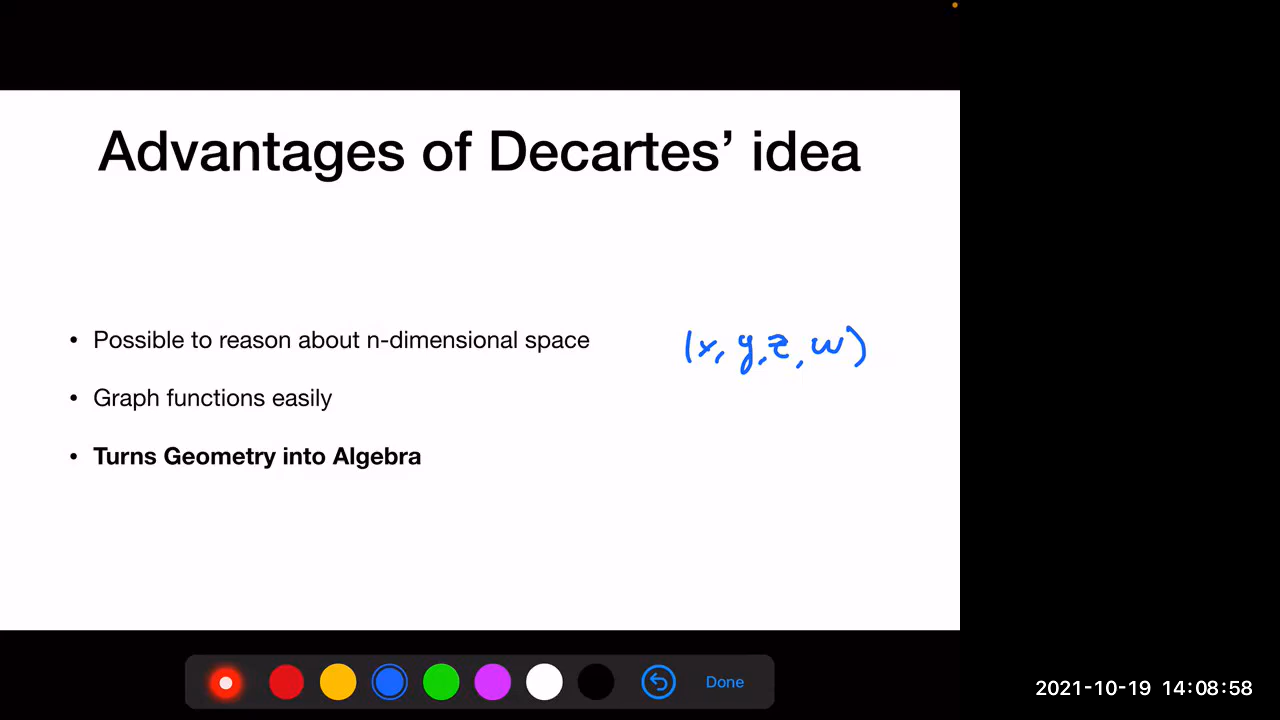 Advantages of Decartes’ idea
• Possible to reason about n-dimensional space
(x, y, z, w)
• Graph functions easily
• Turns Geometry into Algebra
Done
2021-10-19 14:08:58